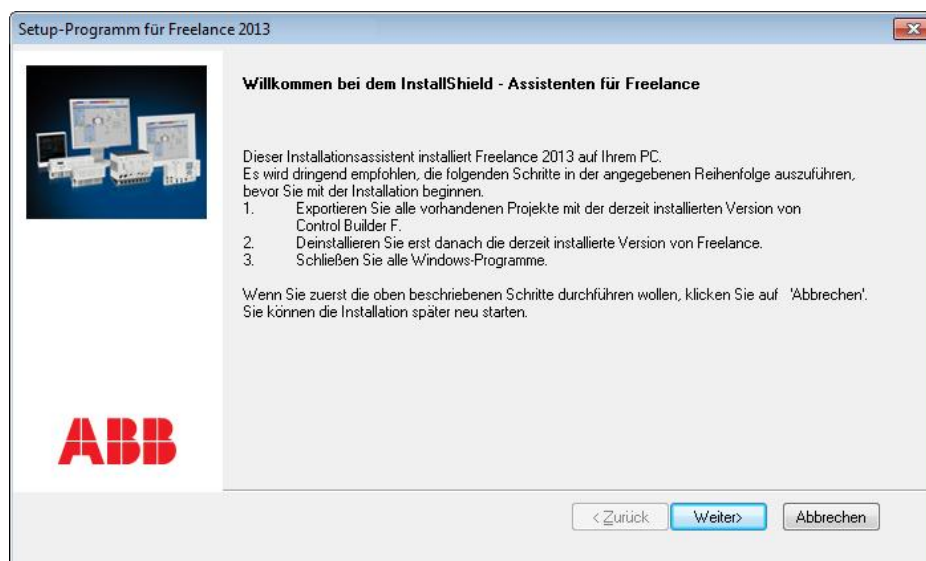 Setup-Programm für Freelance 2013
Willkommen bei dem InstallShield - Assistenten für Freelance
Dieser Installationsassistent installiert Freelance 2013 auf Ihrem PC.
Es wird dringend empfohlen, die folgenden Schritte in der angegebenen Reihenfolge auszuführen,
bevor Sie mit der Installation beginnen.
1. Exportieren Sie alle vorhandenen Projekte mit der derzeit installierten Version von
Control Builder F.
2. Deinstallieren Sie erst danach die derzeit installierte Version von Freelance.
3. Schließen Sie alle Windows-Programme.
Wenn Sie zuerst die oben beschriebenen Schritte durchführen wollen, klicken Sie auf 'Abbrechen'.
Sie können die Installation später neu starten.
ABB
< Zurück Weiter> Abbrechen